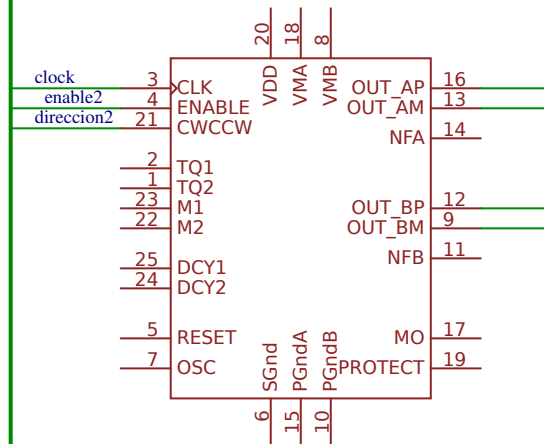 20 18 8
VDD VMA VMB
clock 3 CLK OUT_AP 16
enable2 4 ENABLE OUT_AM 13
direccion2 21 CWCCW
NFA 14
2 TQ1
1 TQ2
23 M1 OUT_BP 12
22 M2 OUT_BM 9
NFB 11
25 DCY1
24 DCY2
5 RESET MO 17
7 OSC PROTECT 19
SGnd PGndA PGndB
6 15 10